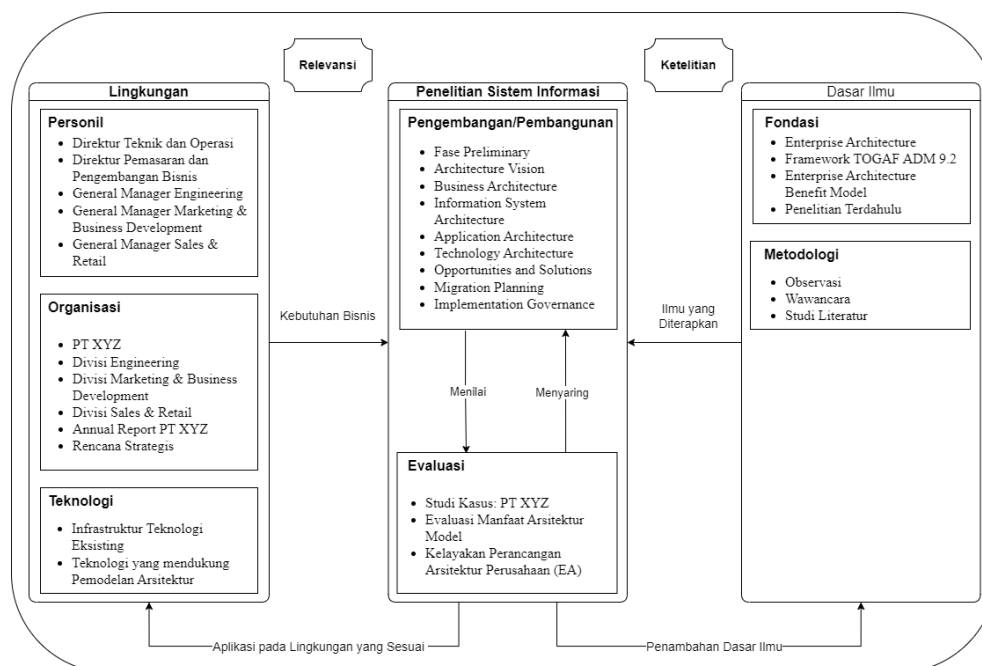 Relevansi
Ketelitian
Lingkungan
Personil
Direktur Teknik dan Operasi
Direktur Pemasaran dan
Pengembangan Bisnis
General Manager Engineering
General Manager Marketing &
Business Development
General Manager Sales &
Retail
Organisasi
PT XYZ
Divisi Engineering
Divisi Marketing & Business
Development
Divisi Sales & Retail
Annual Report PT XYZ
Rencana Strategis
Teknologi
Infrastruktur Teknologi
Eksisting
Teknologi yang mendukung
Pemodelan Arsitektur
Kebutuhan Bisnis
Penelitian Sistem Informasi
Pengembangan/Pembangunan
Fase Preliminary
Architecture Vision
Business Architecture
Information System
Architecture
Application Architecture
Technology Architecture
Opportunities and Solutions
Migration Planning
Implementation Governance
Menilai
Menyaring
Evaluasi
Studi Kasus: PT XYZ
Evaluasi Manfaat Arsitektur
Model
Kelayakan Perancangan
Arsitektur Perusahaan (EA)
Ilmu yang
Diterapkan
Dasar Ilmu
Fondasi
Enterprise Architecture
Framework TOGAF ADM 9.2
Enterprise Architecture
Benefit Model
Penelitian Terdahulu
Metodologi
Observasi
Wawancara
Studi Literatur
Aplikasi pada Lingkungan yang Sesuai
Penambahan Dasar Ilmu